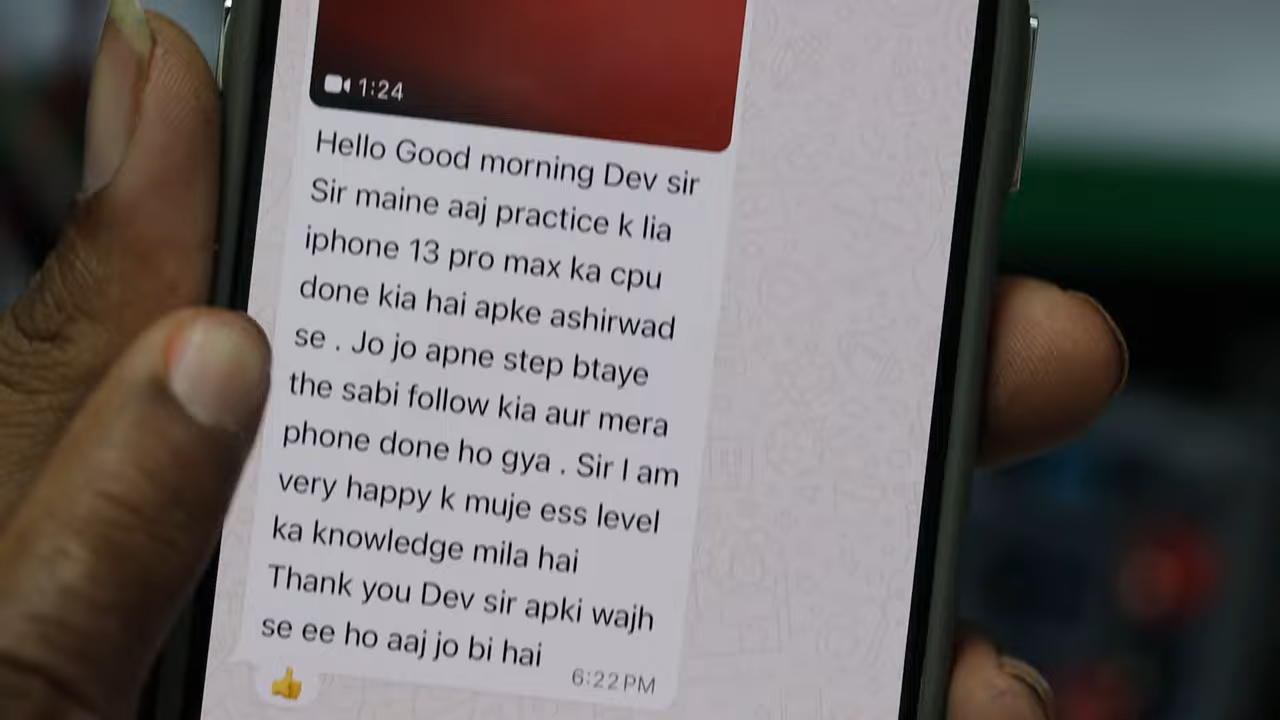 1:24
Hello Good morning Dev sir
Sir maine aaj practice k lia
iphone 13 pro max ka cpu
done kia hai apke ashirwad
se . Jo jo apne step btaye
the sabi follow kia aur mera
phone done ho gya . Sir I am
very happy k muje ess level
ka knowledge mila hai
Thank you Dev sir apki wajh
se ee ho aaj jo bi hai
6:22 PM